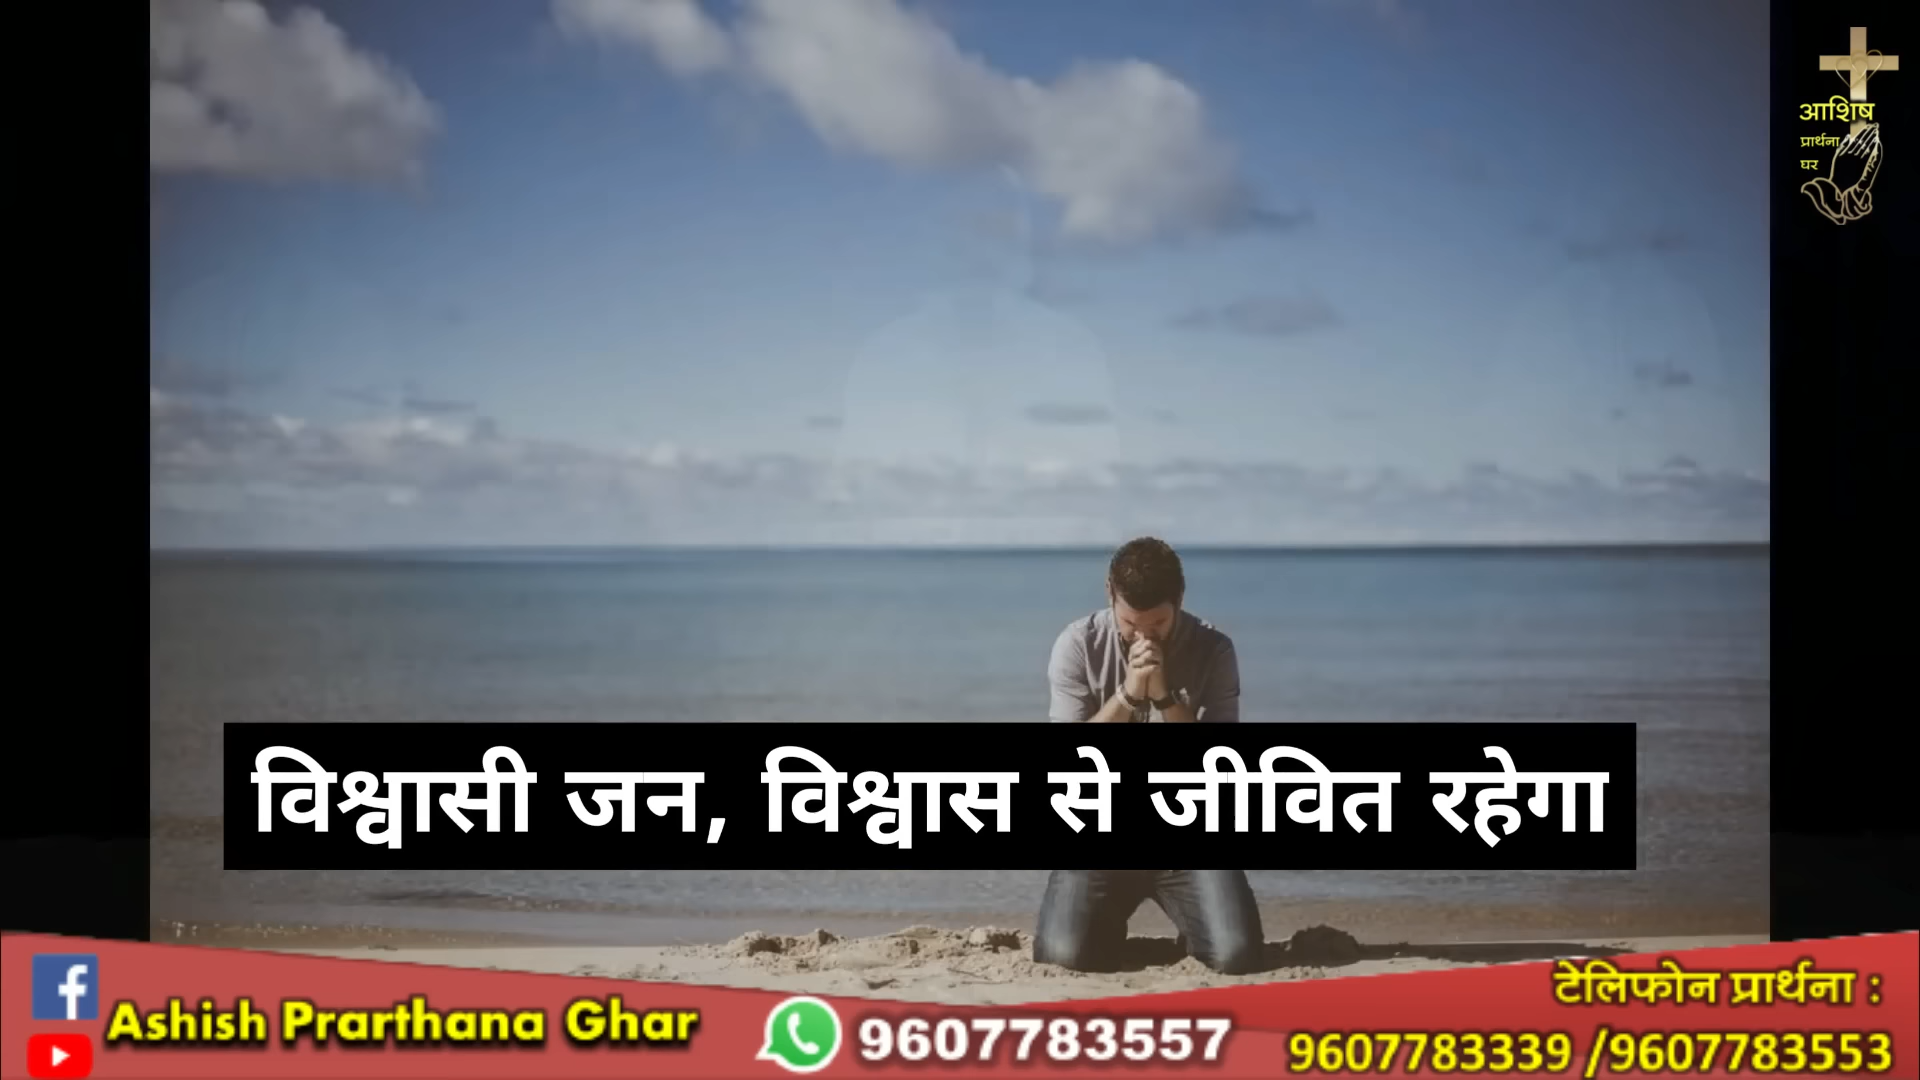 आशिष
प्रार्थना
घर
विश्वासी जन, विश्वास से जीवित रहेगा
टेलिफोन प्रार्थना :
Ashish Prarthana Ghar
9607783557
9607783339 /9607783553